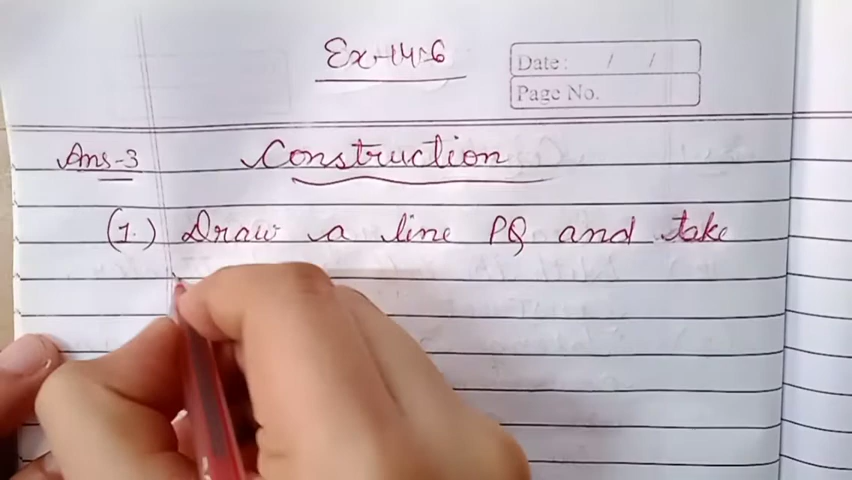 Ex-14.6
Date: / /
Page No.
Ans-3 Construction
(1.) Draw a line PQ and take